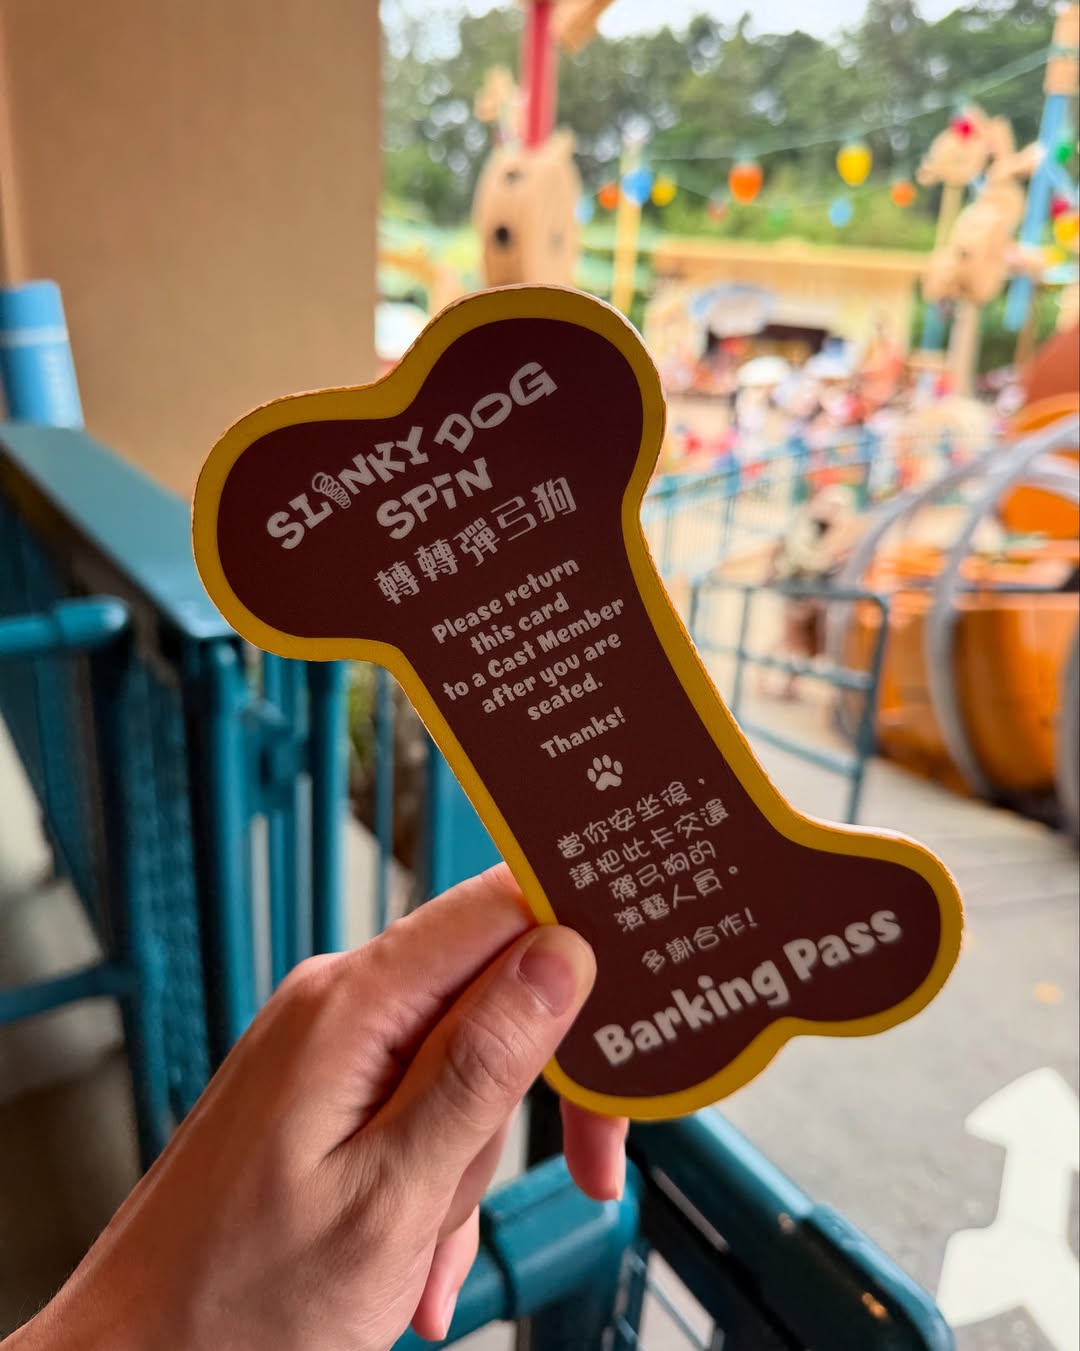 SLINKY DOG
SPiN
轉轉彈弓狗
Please return
this card
to a Cast Member
after you are
seated.
Thanks!
當你安坐後，
請把此卡交還
彈弓狗的
演藝人員。
多謝合作!
Barking Pass